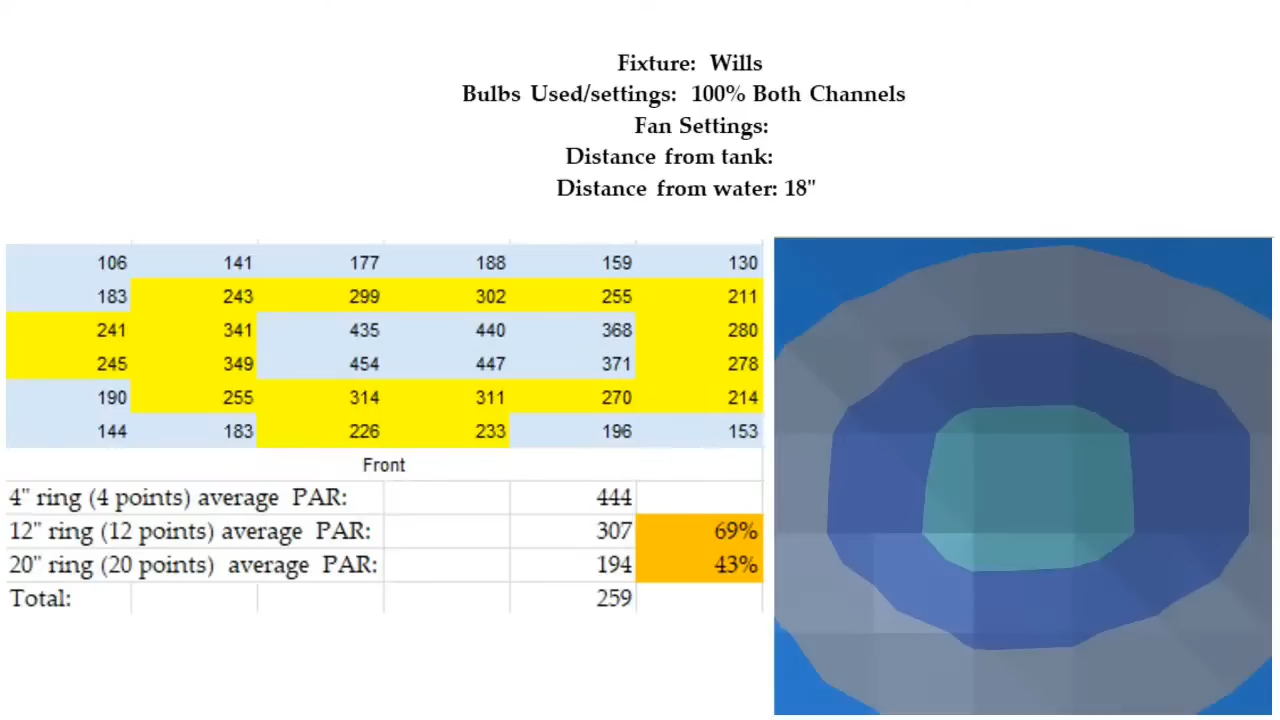 Fixture: Wills
Bulbs Used/settings: 100% Both Channels
Fan Settings:
Distance from tank:
Distance from water: 18"
106 141 177 188 159 130
183 243 299 302 255 211
241 341 435 440 368 280
245 349 454 447 371 278
190 255 314 311 270 214
144 183 226 233 196 153
Front
4" ring (4 points) average PAR: 444
12" ring (12 points) average PAR: 307 69%
20" ring (20 points) average PAR: 194 43%
Total: 259